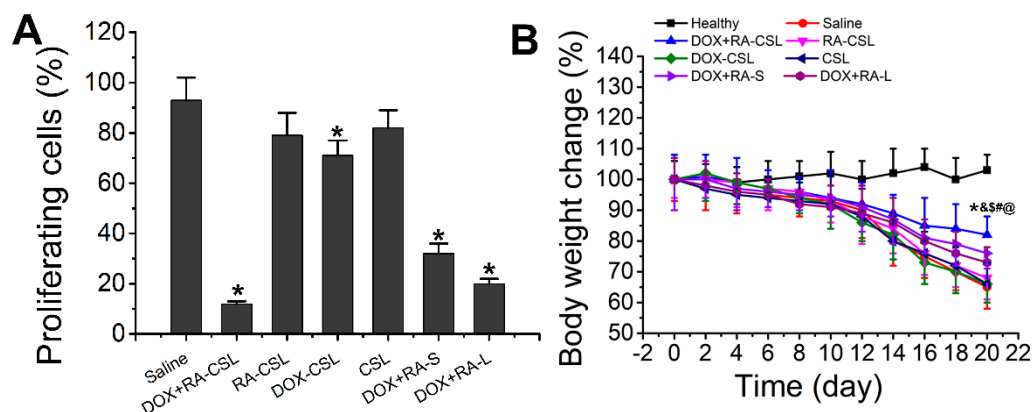 A
Proliferating cells (%)
120
100
80
60
40
20
0
*
*
*
*
Saline
DOX+RA-CSL
RA-CSL
DOX-CSL
CSL
DOX+RA-S
DOX+RA-L
B
Healthy
Saline
DOX+RA-CSL
RA-CSL
DOX-CSL
CSL
DOX+RA-S
DOX+RA-L
Body weight change (%)
140
130
120
110
100
90
80
70
60
50
*&$#@
-2 0 2 4 6 8 10 12 14 16 18 20 22
Time (day)